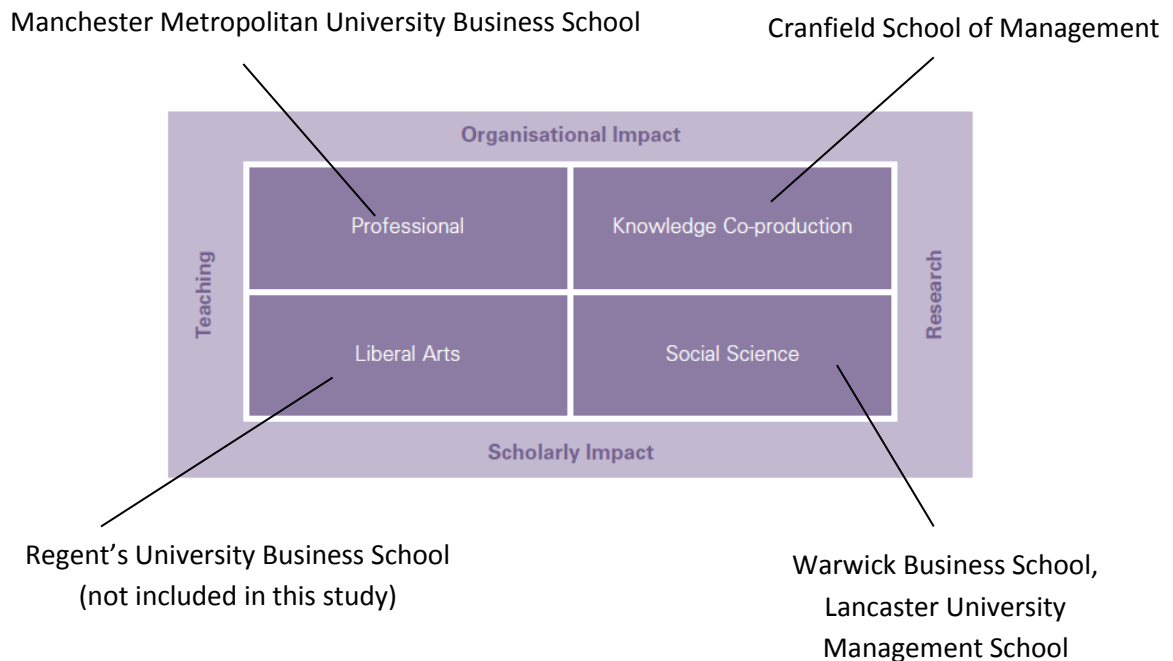 Manchester Metropolitan University Business School
Cranfield School of Management
Organisational Impact
Teaching
Professional
Knowledge Co-production
Research
Liberal Arts
Social Science
Scholarly Impact
Regent’s University Business School
(not included in this study)
Warwick Business School,
Lancaster University
Management School